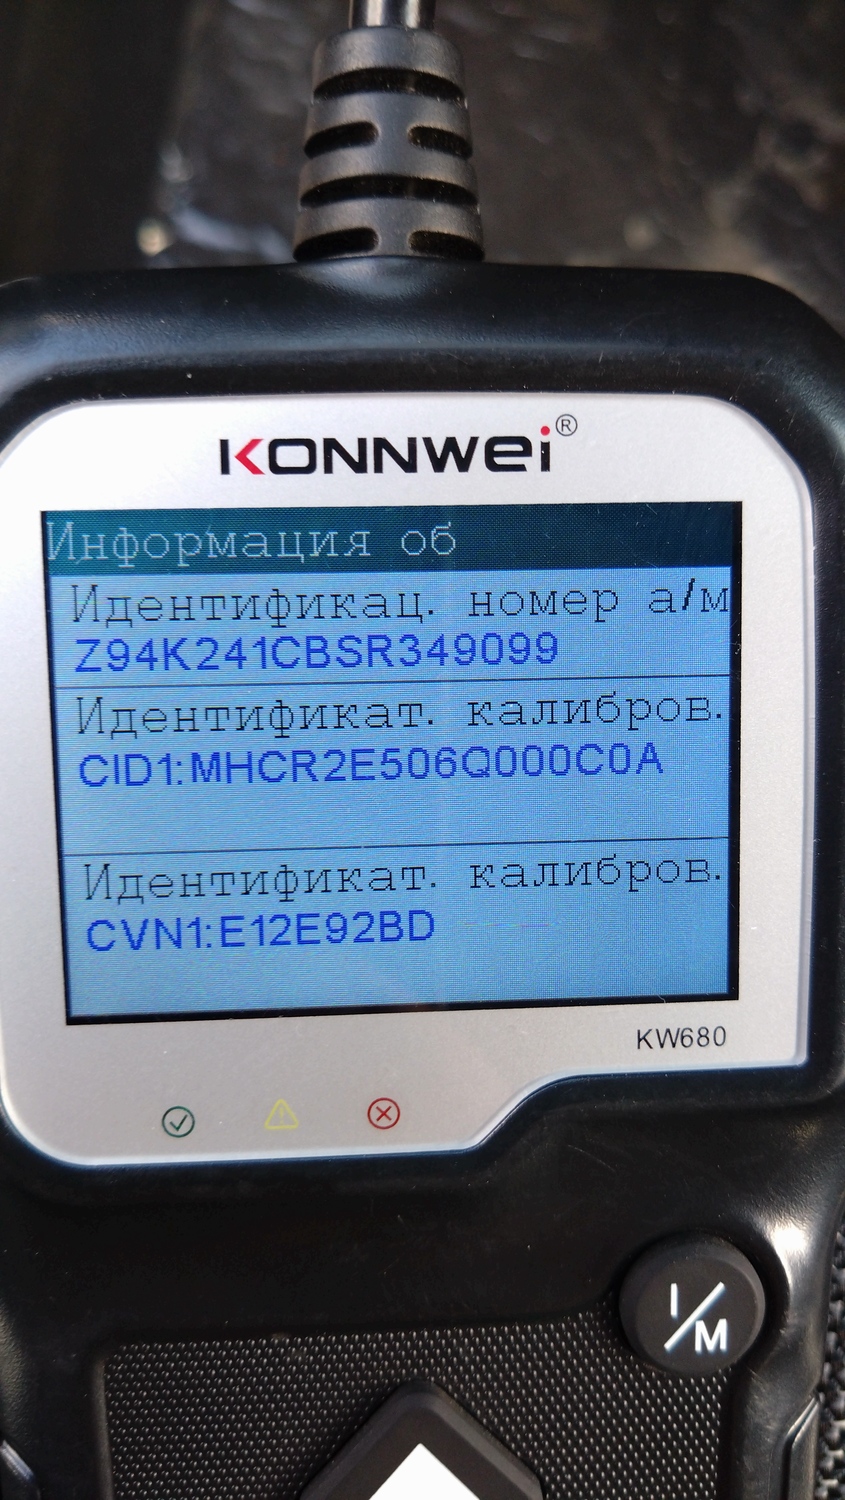 KONNWEI®
Информация об
Идентификац. номер а/м
Z94K241CBSR349099
Идентификат. калибров.
CID1:MHCR2E506Q000C0A
Идентификат. калибров.
CVN1:E12E92BD
KW680
I/M